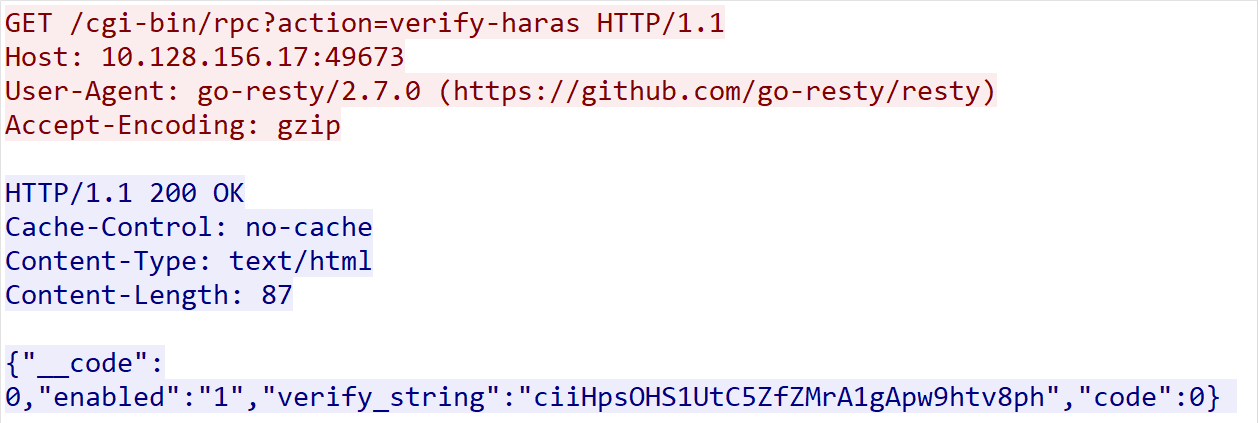 GET /cgi-bin/rpc?action=verify-haras HTTP/1.1
Host: 10.128.156.17:49673
User-Agent: go-resty/2.7.0 (https://github.com/go-resty/resty)
Accept-Encoding: gzip
HTTP/1.1 200 OK
Cache-Control: no-cache
Content-Type: text/html
Content-Length: 87
{"__code":
0,"enabled":"1","verify_string":"ciiHpsOHS1UtC5ZfZMrA1gApw9htv8ph","code":0}